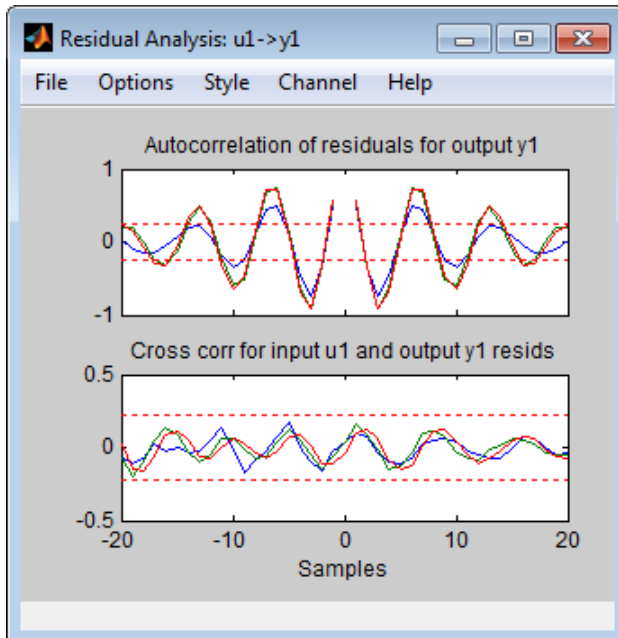 Residual Analysis: u1->y1
File Options Style Channel Help
Autocorrelation of residuals for output y1
1
0
-1
Cross corr for input u1 and output y1 resids
0.5
0
-0.5
-20 -10 0 10 20
Samples